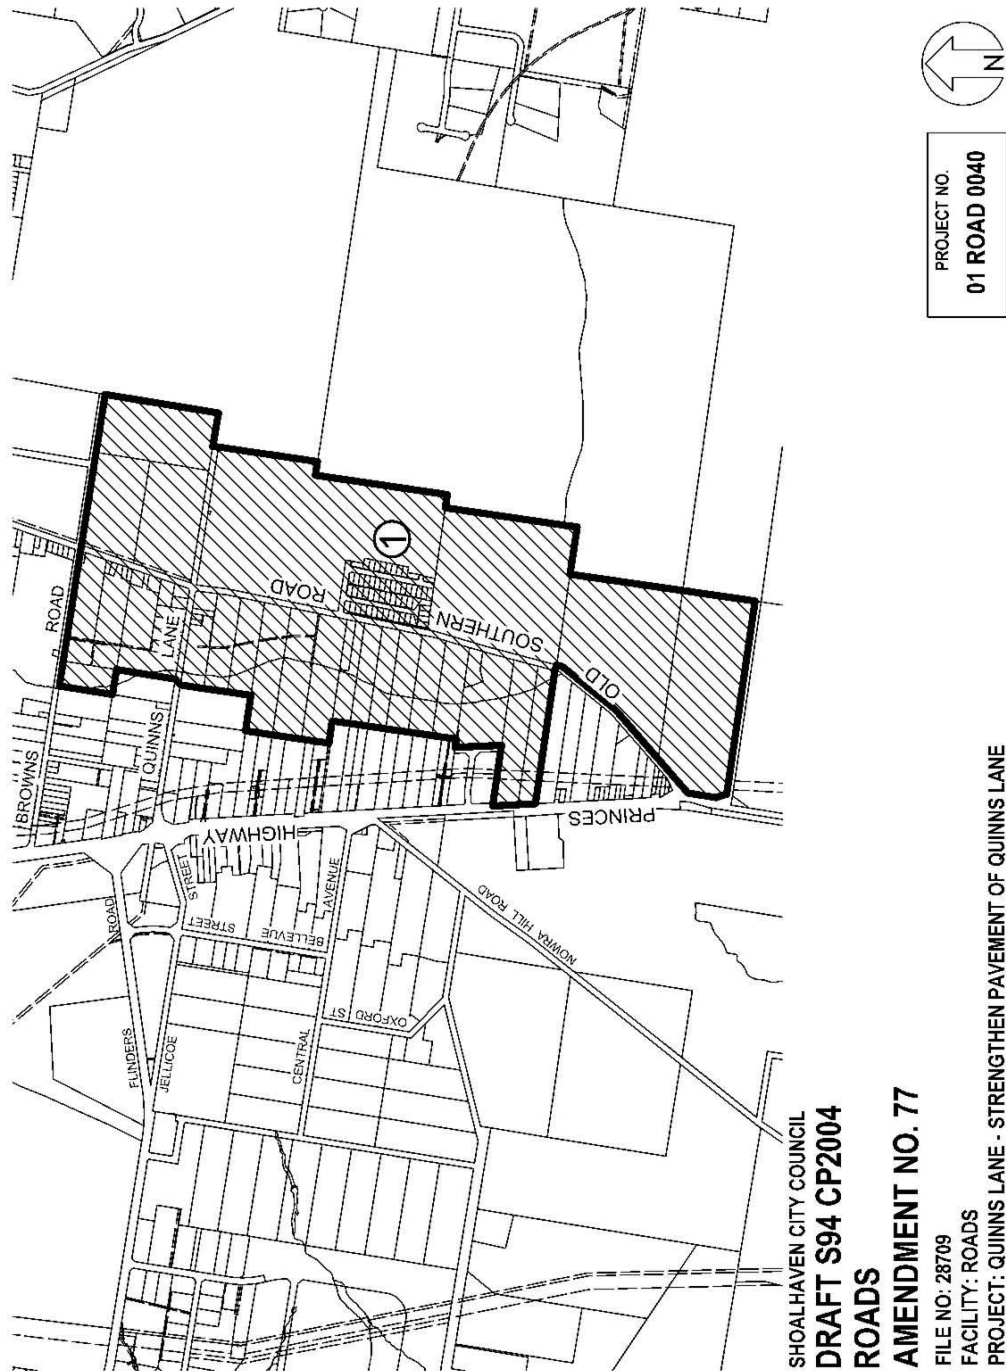 BROWNS
ROAD
QUINNS
LANE
FLINDERS
ROAD
JELLICOE
STREET
BELLEVUE
STREET
HIGHWAY
PRINCES
CENTRAL
AVENUE
OXFORD ST
NOWRA HILL ROAD
OLD
SOUTHERN
ROAD
1
SHOALHAVEN CITY COUNCIL
DRAFT S94 CP2004
ROADS
AMENDMENT NO. 77
FILE NO: 28709
FACILITY: ROADS
PROJECT: QUINNS LANE - STRENGTHEN PAVEMENT OF QUINNS LANE
PROJECT NO.
01 ROAD 0040
N